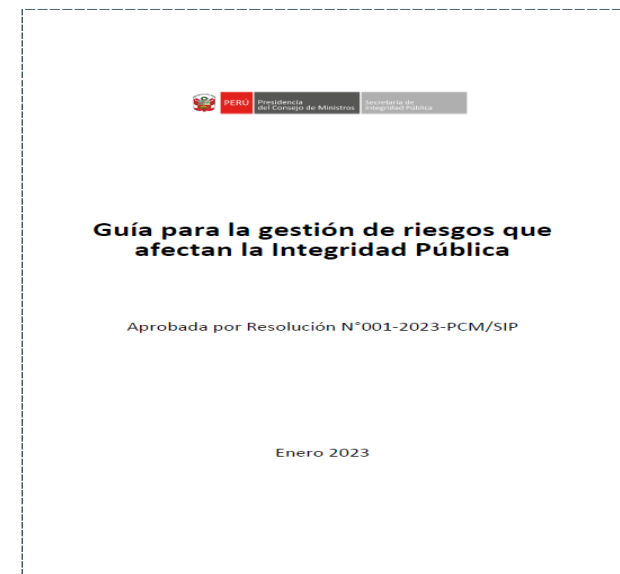 PERÚ
Presidencia
del Consejo de Ministros
Secretaría de
Integridad Pública
Guía para la gestión de riesgos que
afectan la Integridad Pública
Aprobada por Resolución N°001-2023-PCM/SIP
Enero 2023